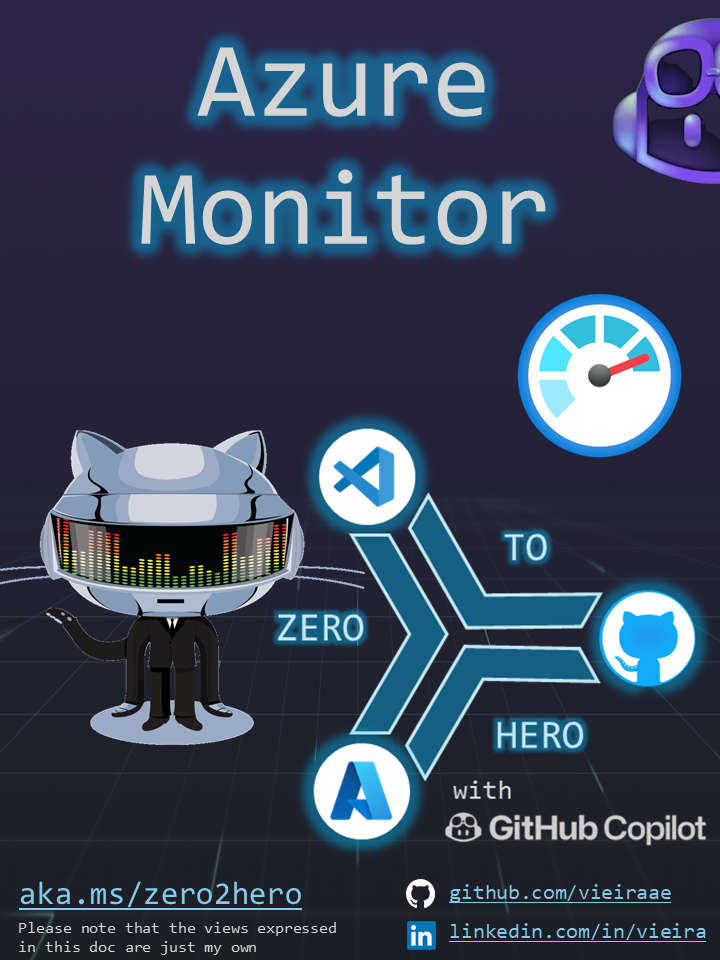 Azure
Monitor
TO
ZERO
HERO
with
GitHub Copilot
aka.ms/zero2hero
github.com/vieiraae
Please note that the views expressed
in this doc are just my own
linkedin.com/in/vieira